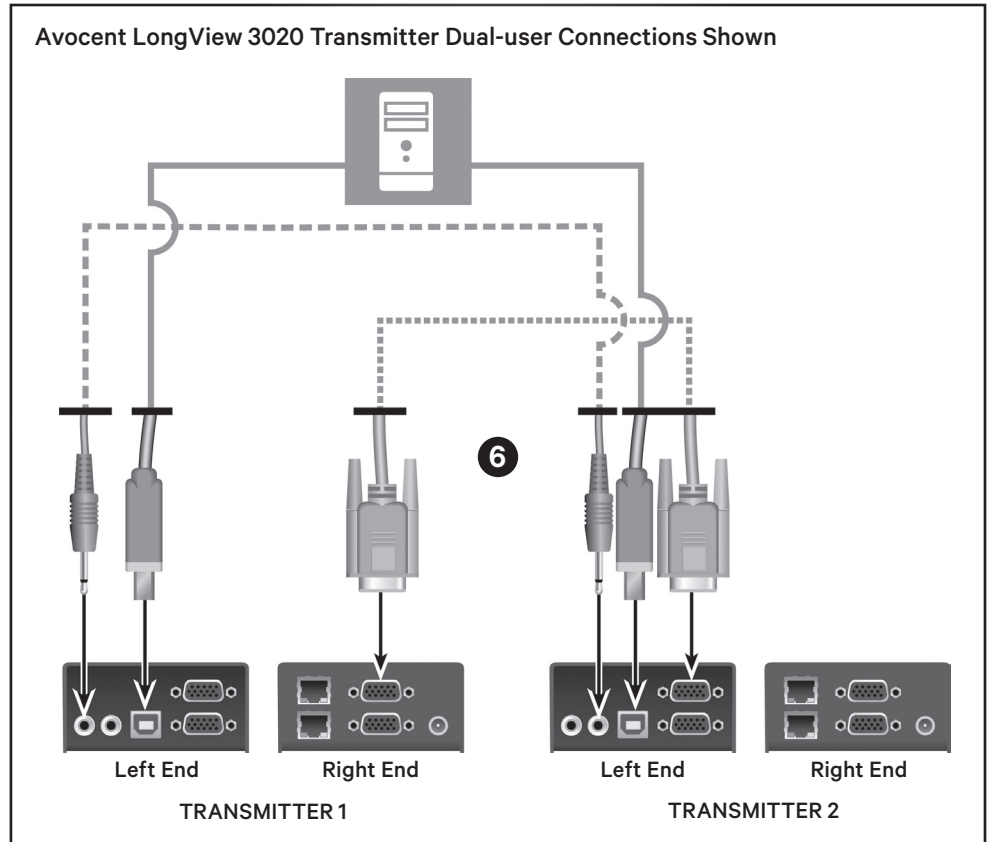 Avocent LongView 3020 Transmitter Dual-user Connections Shown
6
Left End
Right End
Left End
Right End
TRANSMITTER 1
TRANSMITTER 2